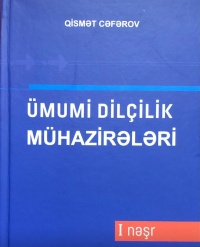 QİSMƏT CƏFƏROV
ÜMUMİ DİLÇİLİK
MÜHAZİRƏLƏRİ
I nəşr